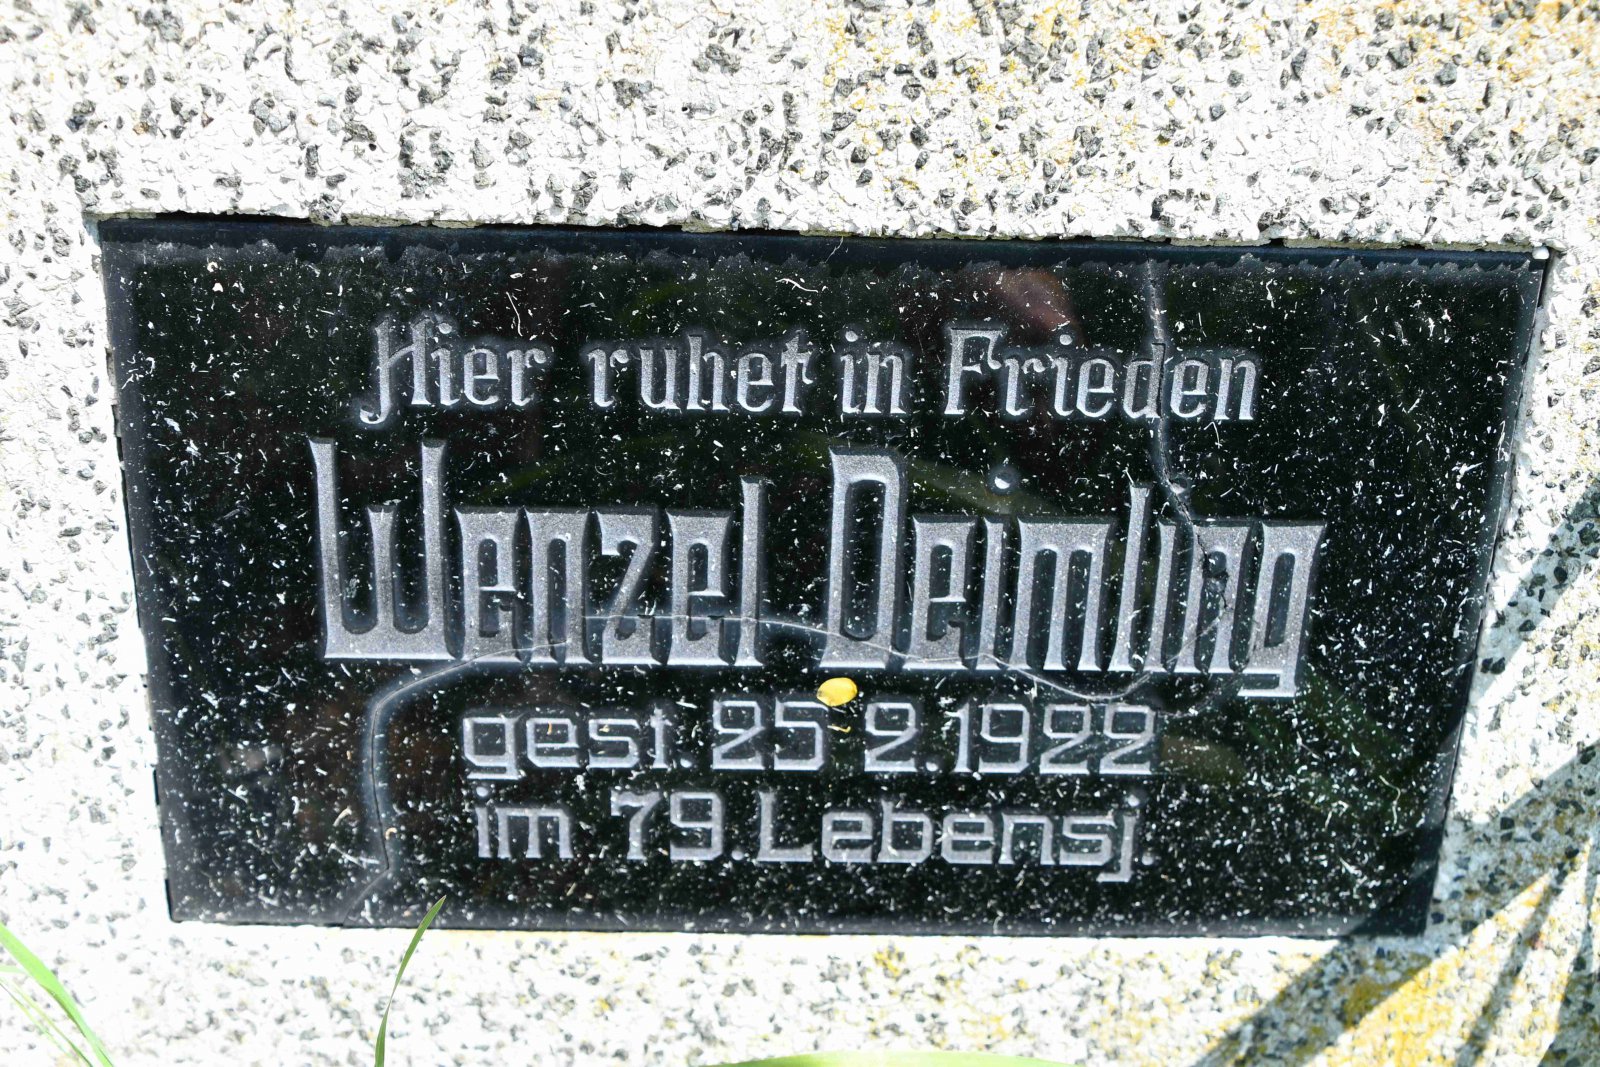 Hier ruhet in Frieden
Wenzel Deimling
gest. 25 2.1922
im 79. Lebensj.